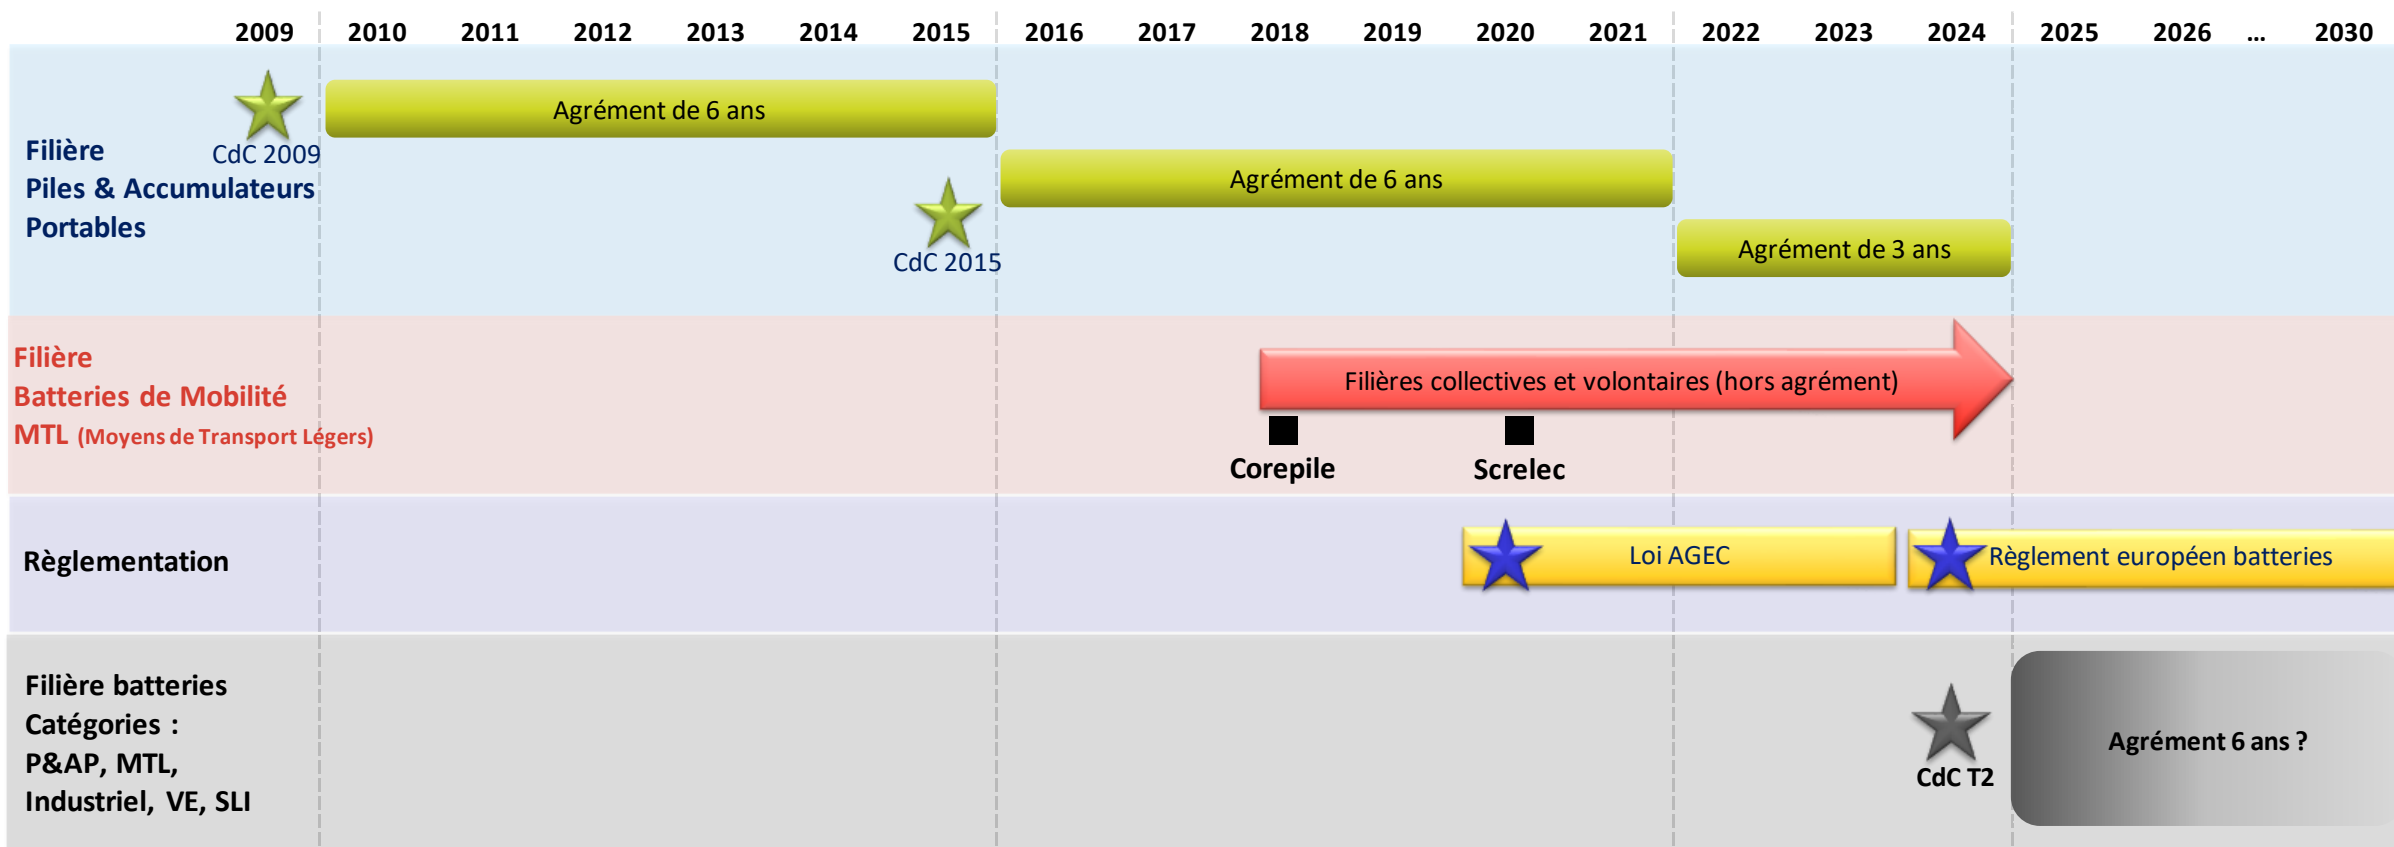 2009 2010 2011 2012 2013 2014 2015 2016 2017 2018 2019 2020 2021 2022 2023 2024 2025 2026 ... 2030
Filière
Piles & Accumulateurs
Portables
CdC 2009
Agrément de 6 ans
CdC 2015
Agrément de 6 ans
Agrément de 3 ans
Filière
Batteries de Mobilité
MTL (Moyens de Transport Légers)
Filières collectives et volontaires (hors agrément)
Corepile
Screlec
Règlementation
Loi AGEC
Règlement européen batteries
Filière batteries
Catégories :
P&AP, MTL,
Industriel, VE, SLI
CdC T2
Agrément 6 ans ?